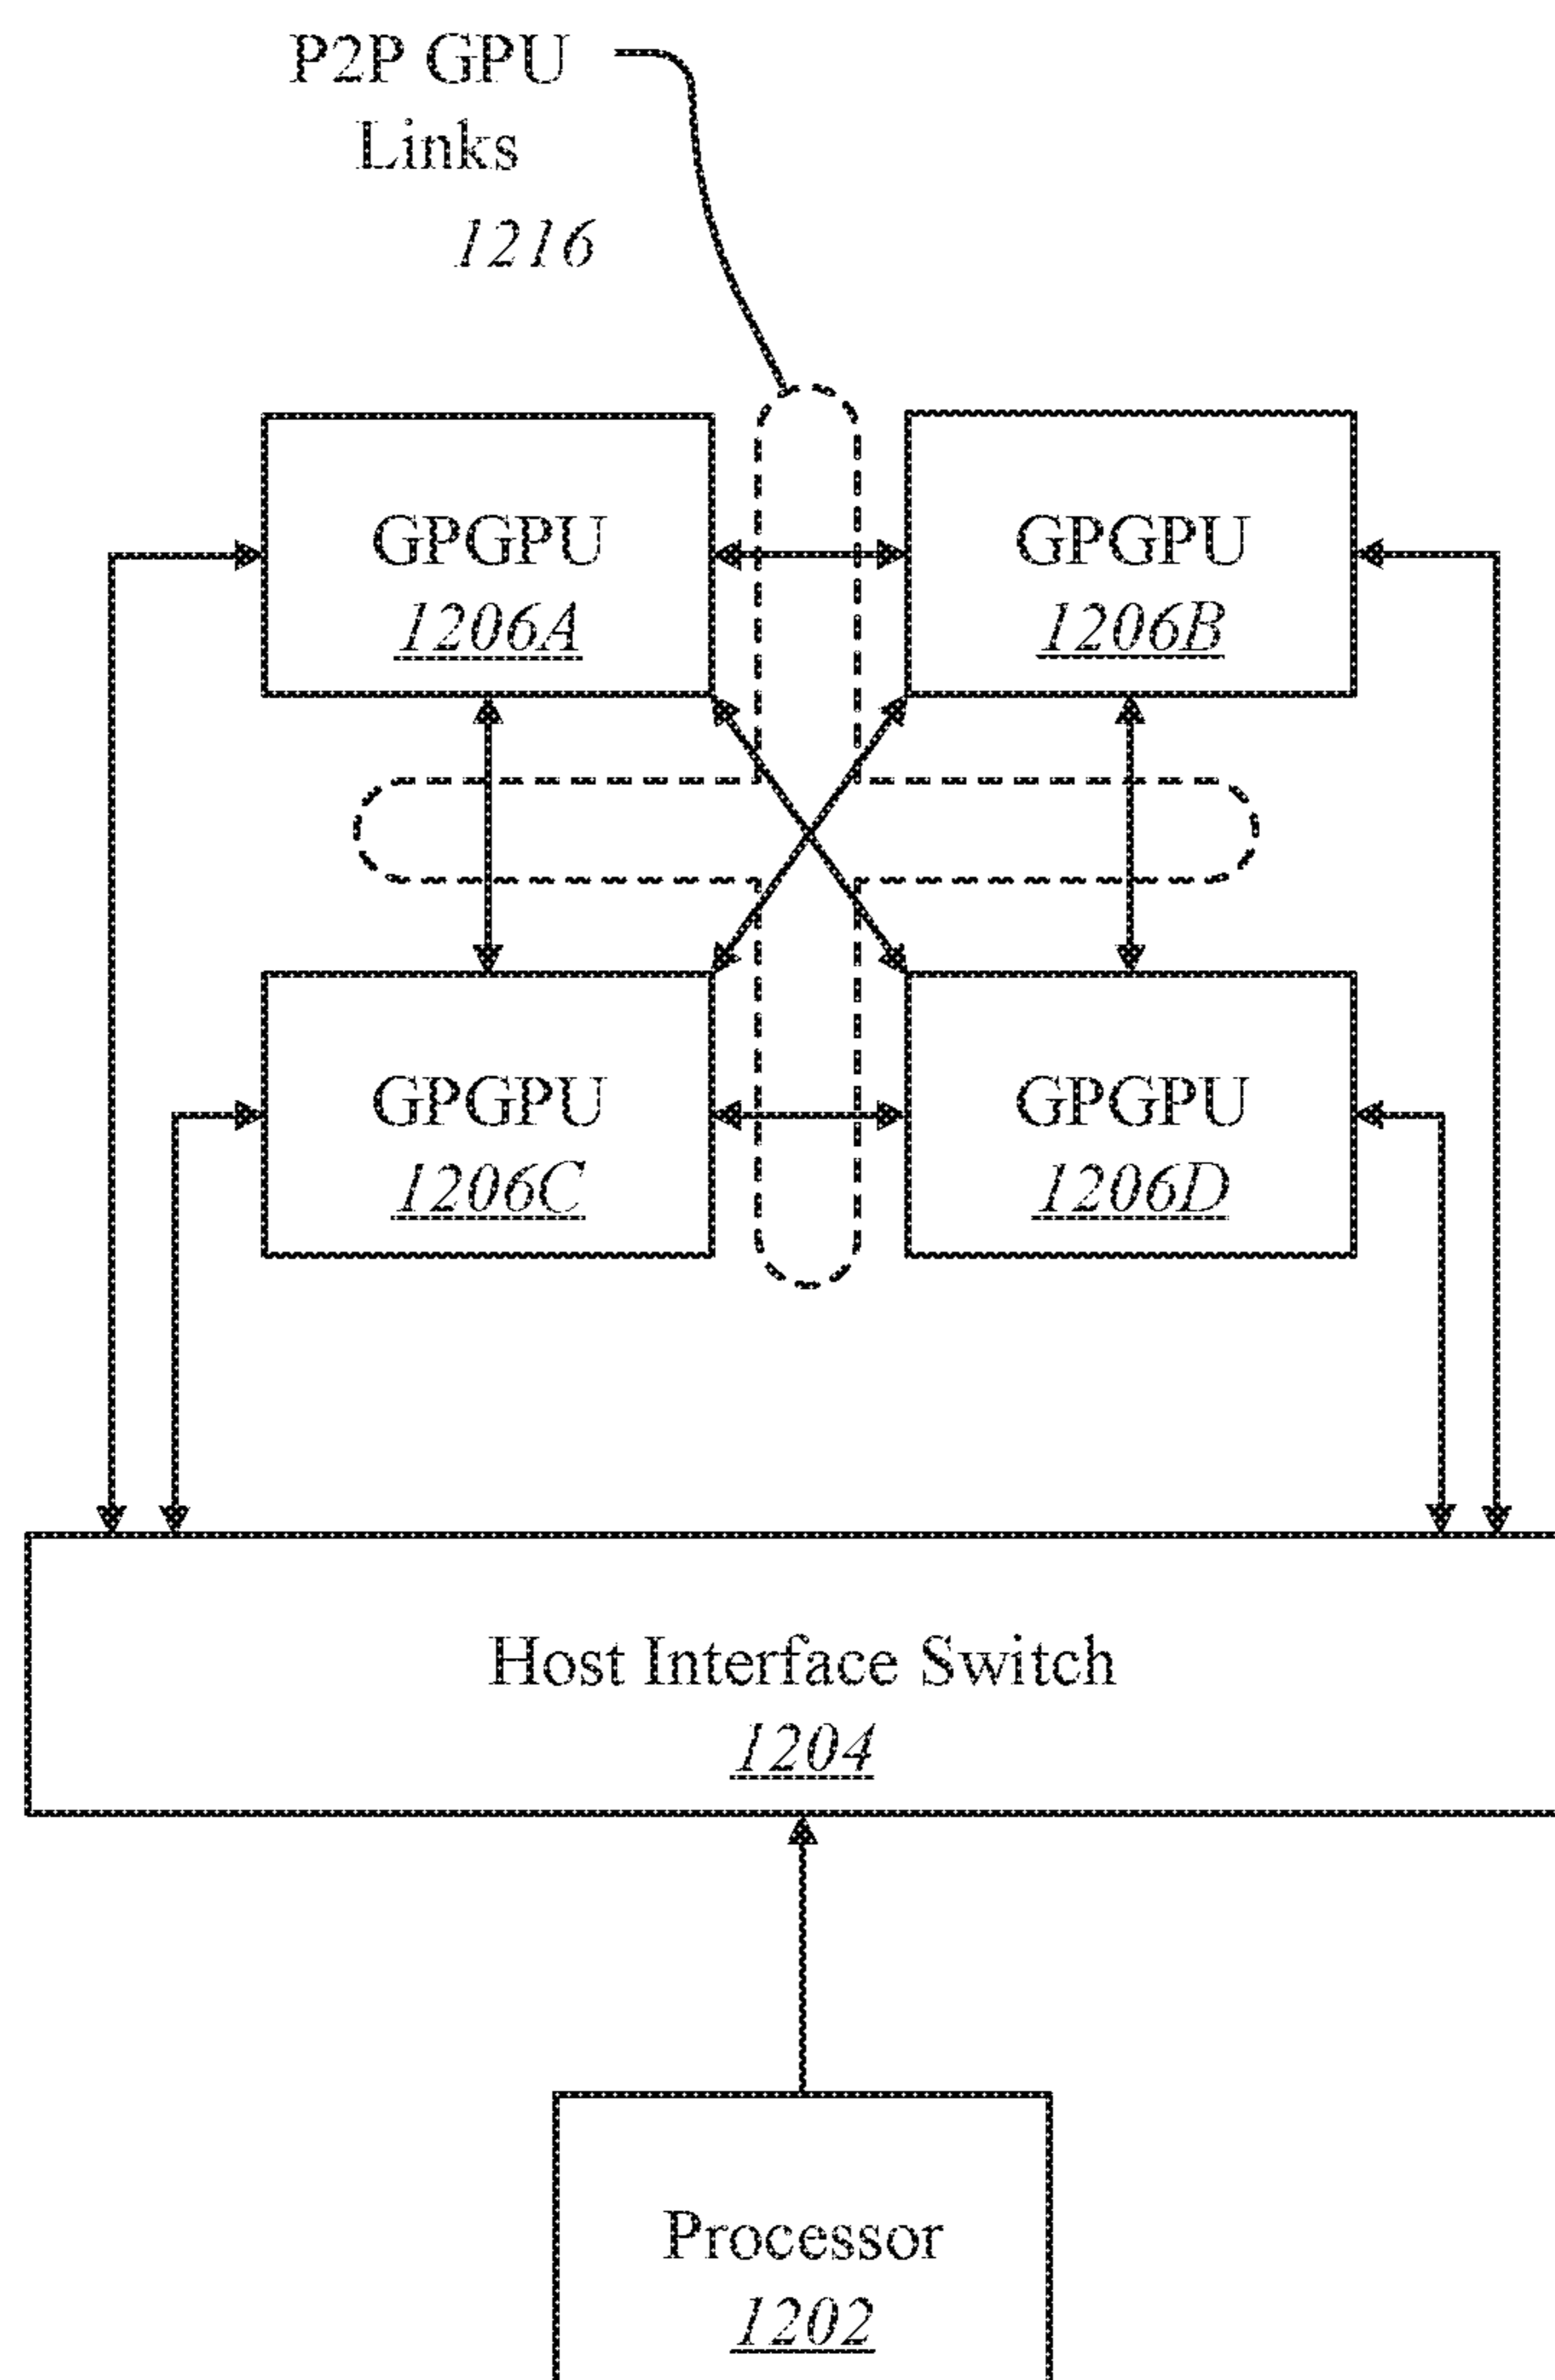 P2P GPU
Links
1216
GPGPU
1206A
GPGPU
1206B
GPGPU
1206C
GPGPU
1206D
Host Interface Switch
1204
Processor
1202